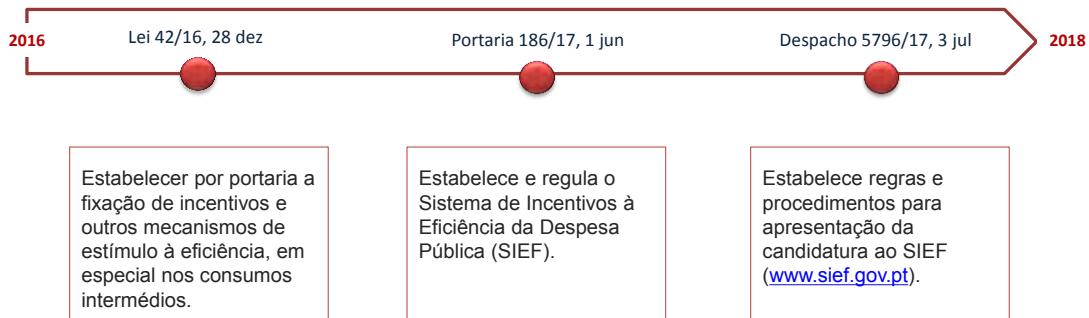 2016
Lei 42/16, 28 dez
Portaria 186/17, 1 jun
Despacho 5796/17, 3 jul
2018
Estabelecer por portaria a
fixação de incentivos e
outros mecanismos de
estímulo à eficiência, em
especial nos consumos
intermédios.
Estabelece e regula o
Sistema de Incentivos à
Eficiência da Despesa
Pública (SIEF).
Estabelece regras e
procedimentos para
apresentação da
candidatura ao SIEF
(www.sief.gov.pt).